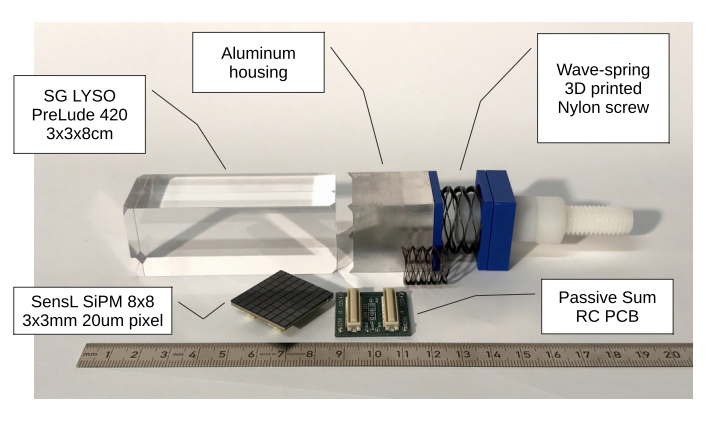 Aluminum
housing
Wave-spring
3D printed
Nylon screw
SG LYSO
PreLude 420
3x3x8cm
SensL SiPM 8x8
3x3mm 20um pixel
Passive Sum
RC PCB
mm 1 2 3 4 5 6 7 8 9 10 11 12 13 14 15 16 17 18 19 20